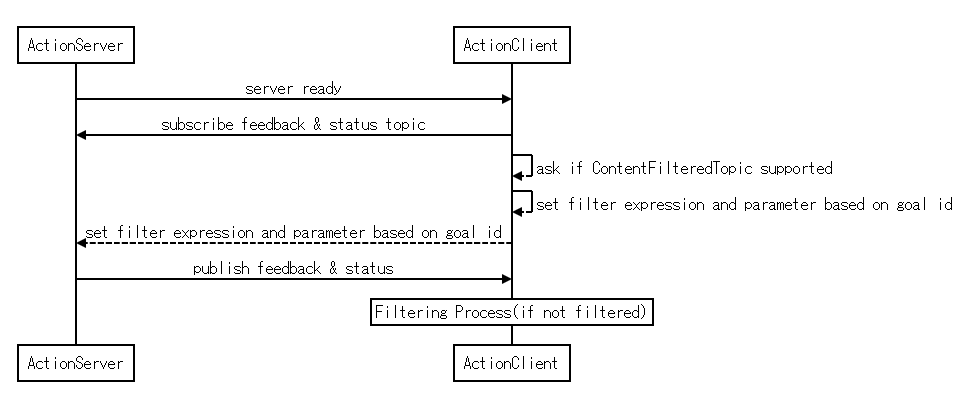 ActionServer
ActionClient
server ready
subscribe feedback & status topic
ask if ContentFilteredTopic supported
set filter expression and parameter based on goal id
set filter expression and parameter based on goal id
publish feedback & status
Filtering Process(if not filtered)
ActionServer
ActionClient